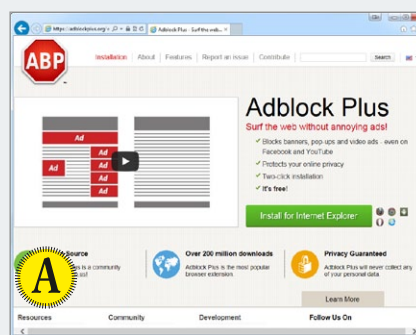 https://adblockplus.org/
Adblock Plus - Surf the web...
ABP
Installation | About | Features | Report an issue | Contribute
Search
Adblock Plus
Surf the web without annoying ads!
Ad
Ad
Ad Ad
Ad
Ad
✓ Blocks banners, pop-ups and video ads - even on
Facebook and YouTube
✓ Protects your online privacy
✓ Two-click installation
✓ It's free!
Install for Internet Explorer
A
Source
is a community
Over 200 million downloads
Adblock Plus is the most popular
browser extension
Privacy Guaranteed
Adblock Plus will never collect any
of your personal data
Learn More
Resources Community Development Follow Us On